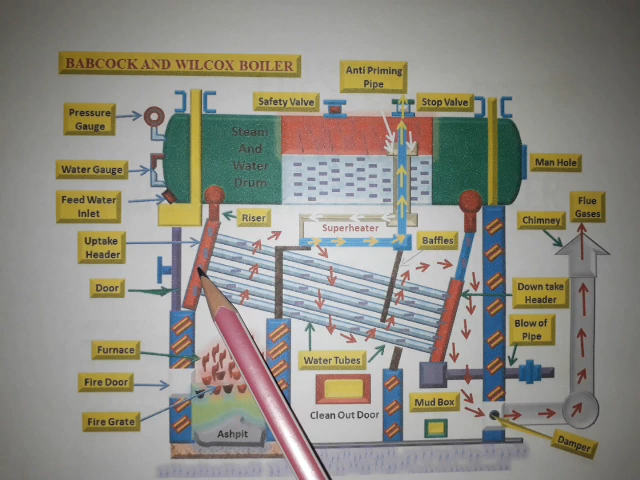 BABCOCK AND WILCOX BOILER
Anti Priming
Pipe
Safety Valve
Stop Valve
Pressure
Gauge
Steam
And
Water
Drum
Water Gauge
Man Hole
Feed Water
Inlet
Riser
Superheater
Chimney
Flue
Gases
Uptake
Header
Baffles
Door
Down take
Header
Blow of
Pipe
Furnace
Water Tubes
Fire Door
Clean Out Door
Mud Box
Fire Grate
Ashpit
Damper